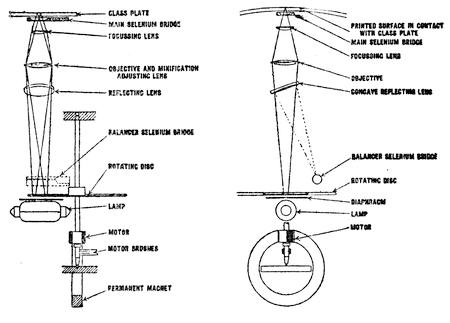 GLASS PLATE
MAIN SELENIUM BRIDGE
FOCUSSING LENS
OBJECTIVE AND MINIFICATION
ADJUSTING LENS
REFLECTING LENS
BALANCER SELENIUM BRIDGE
ROTATING DISC
LAMP
MOTOR
MOTOR BRUSHES
PERMANENT MAGNET
PRINTED SURFACE IN CONTACT
WITH GLASS PLATE
MAIN SELENIUM BRIDGE
FOCUSSING LENS
OBJECTIVE
CONCAVE REFLECTING LENS
BALANCER SELENIUM BRIDGE
ROTATING DISC
DIAPHRAGM
LAMP
MOTOR